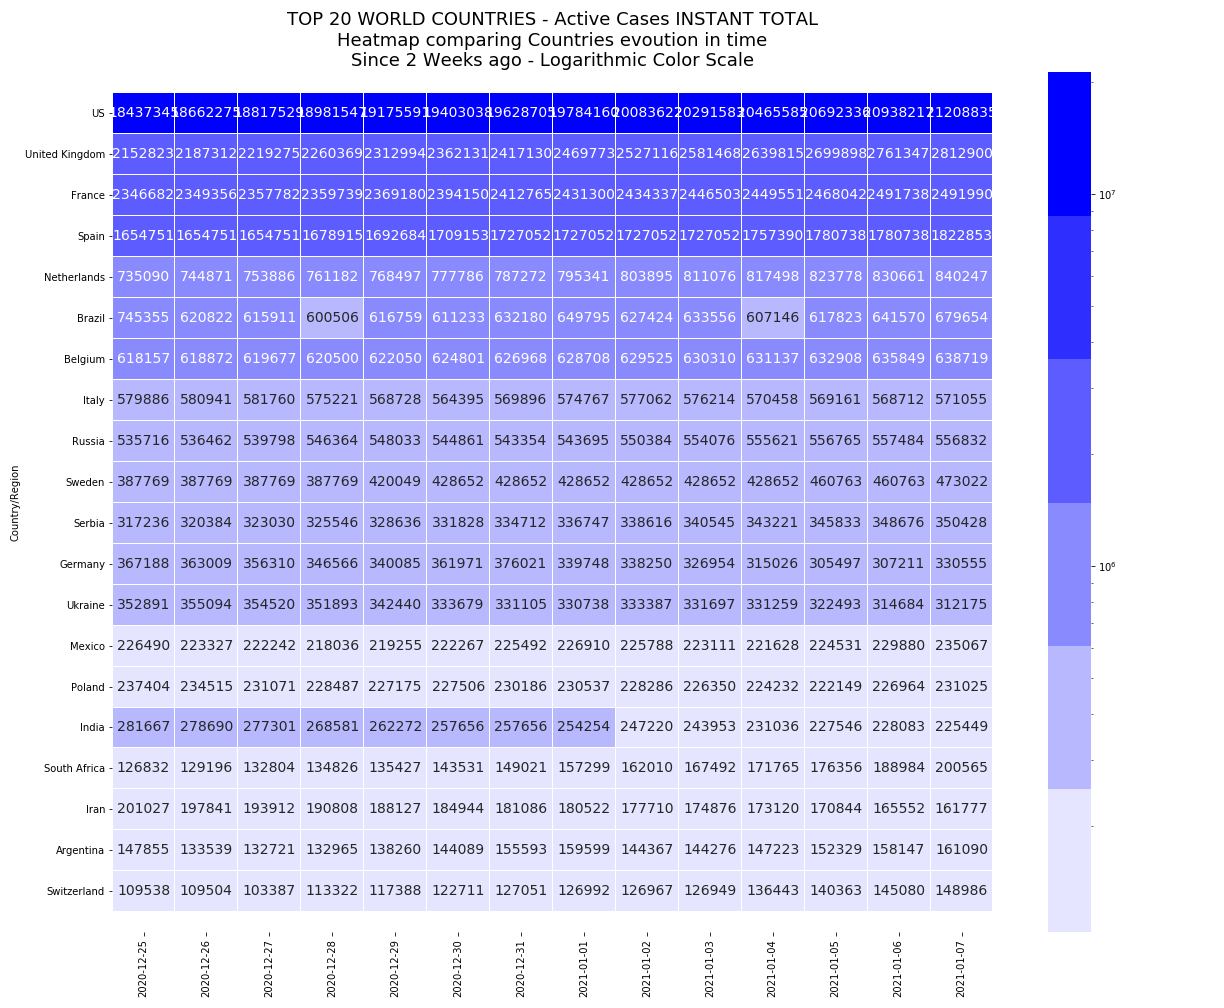 TOP 20 WORLD COUNTRIES - Active Cases INSTANT TOTAL
Heatmap comparing Countries evoution in time
Since 2 Weeks ago - Logarithmic Color Scale
US 18437345 18662275 18817529 18981547 19175591 19403038 19628705 19784160 20083622 20291583 20465585 20692336 20938217 21208835
United Kingdom 2152823 2187312 2219275 2260369 2312994 2362131 2417130 2469773 2527116 2581468 2639815 2699898 2761347 2812900
France 2346682 2349356 2357782 2359739 2369180 2394150 2412765 2431300 2434337 2446503 2449551 2468042 2491738 2491990
Spain 1654751 1654751 1654751 1678915 1692684 1709153 1727052 1727052 1727052 1727052 1757390 1780738 1780738 1822853
Netherlands 735090 744871 753886 761182 768497 777786 787272 795341 803895 811076 817498 823778 830661 840247
Brazil 745355 620822 615911 600506 616759 611233 632180 649795 627424 633556 607146 617823 641570 679654
Belgium 618157 618872 619677 620500 622050 624801 626968 628708 629525 630310 631137 632908 635849 638719
Italy 579886 580941 581760 575221 568728 564395 569896 574767 577062 576214 570458 569161 568712 571055
Russia 535716 536462 539798 546364 548033 544861 543354 543695 550384 554076 555621 556765 557484 556832
Sweden 387769 387769 387769 387769 420049 428652 428652 428652 428652 428652 428652 460763 460763 473022
Serbia 317236 320384 323030 325546 328636 331828 334712 336747 338616 340545 343221 345833 348676 350428
Germany 367188 363009 356310 346566 340085 361971 376021 339748 338250 326954 315026 305497 307211 330555
Ukraine 352891 355094 354520 351893 342440 333679 331105 330738 333387 331697 331259 322493 314684 312175
Mexico 226490 223327 222242 218036 219255 222267 225492 226910 225788 223111 221628 224531 229880 235067
Poland 237404 234515 231071 228487 227175 227506 230186 230537 228286 226350 224232 222149 226964 231025
India 281667 278690 277301 268581 262272 257656 257656 254254 247220 243953 231036 227546 228083 225449
South Africa 126832 129196 132804 134826 135427 143531 149021 157299 162010 167492 171765 176356 188984 200565
Iran 201027 197841 193912 190808 188127 184944 181086 180522 177710 174876 173120 170844 165552 161777
Argentina 147855 133539 132721 132965 138260 144089 155593 159599 144367 144276 147223 152329 158147 161090
Switzerland 109538 109504 103387 113322 117388 122711 127051 126992 126967 126949 136443 140363 145080 148986
Country/Region
2020-12-25 2020-12-26 2020-12-27 2020-12-28 2020-12-29 2020-12-30 2020-12-31 2021-01-01 2021-01-02 2021-01-03 2021-01-04 2021-01-05 2021-01-06 2021-01-07
10⁷
10⁶